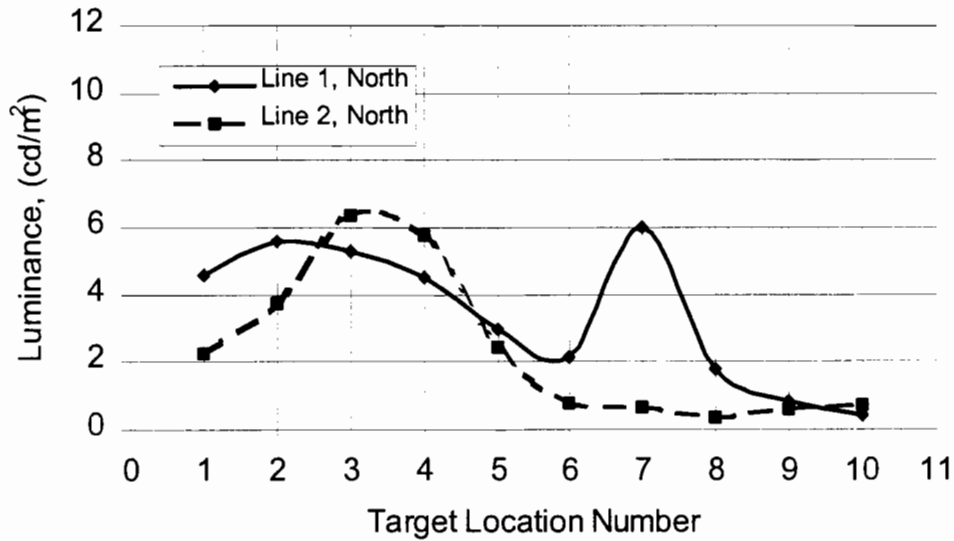 12
10
8
6
4
2
0
Luminance, (cd/m²)
Line 1, North
Line 2, North
0 1 2 3 4 5 6 7 8 9 10 11
Target Location Number